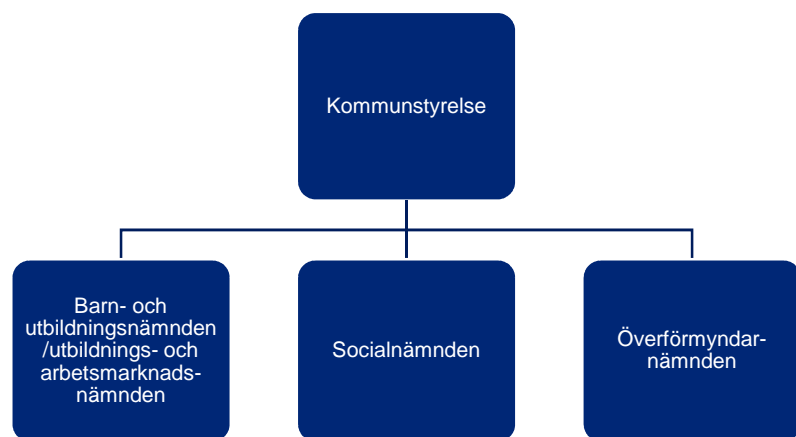 Kommunstyrelse
Barn- och
utbildningsnämnden
/utbildnings- och
arbetsmarknads-
nämnden
Socialnämnden
Överförmyndar-
nämnden